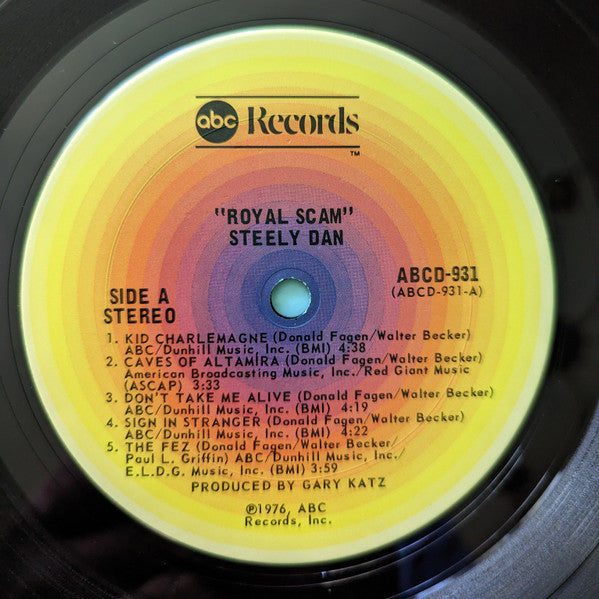 abc Records
TM
"ROYAL SCAM"
STEELY DAN
ABCD-931
(ABCD-931-A)
SIDE A
STEREO
1. KID CHARLEMAGNE (Donald Fagen/Walter Becker)
ABC/Dunhill Music, Inc. (BMI) 4:38
2. CAVES OF ALTAMIRA (Donald Fagen/Walter Becker)
American Broadcasting Music, Inc./Red Giant Music
(ASCAP) 3:33
3. DON'T TAKE ME ALIVE (Donald Fagen/Walter Becker)
ABC/Dunhill Music, Inc. (BMI) 4:19
4. SIGN IN STRANGER (Donald Fagen/Walter Becker)
ABC/Dunhill Music, Inc. (BMI) 4:22
5. THE FEZ (Donald Fagen/Walter Becker/
Paul L. Griffin) ABC/Dunhill Music, Inc./
E.L.D.G. Music, Inc. (BMI) 3:59
PRODUCED BY GARY KATZ
℗1976, ABC
Records, Inc.